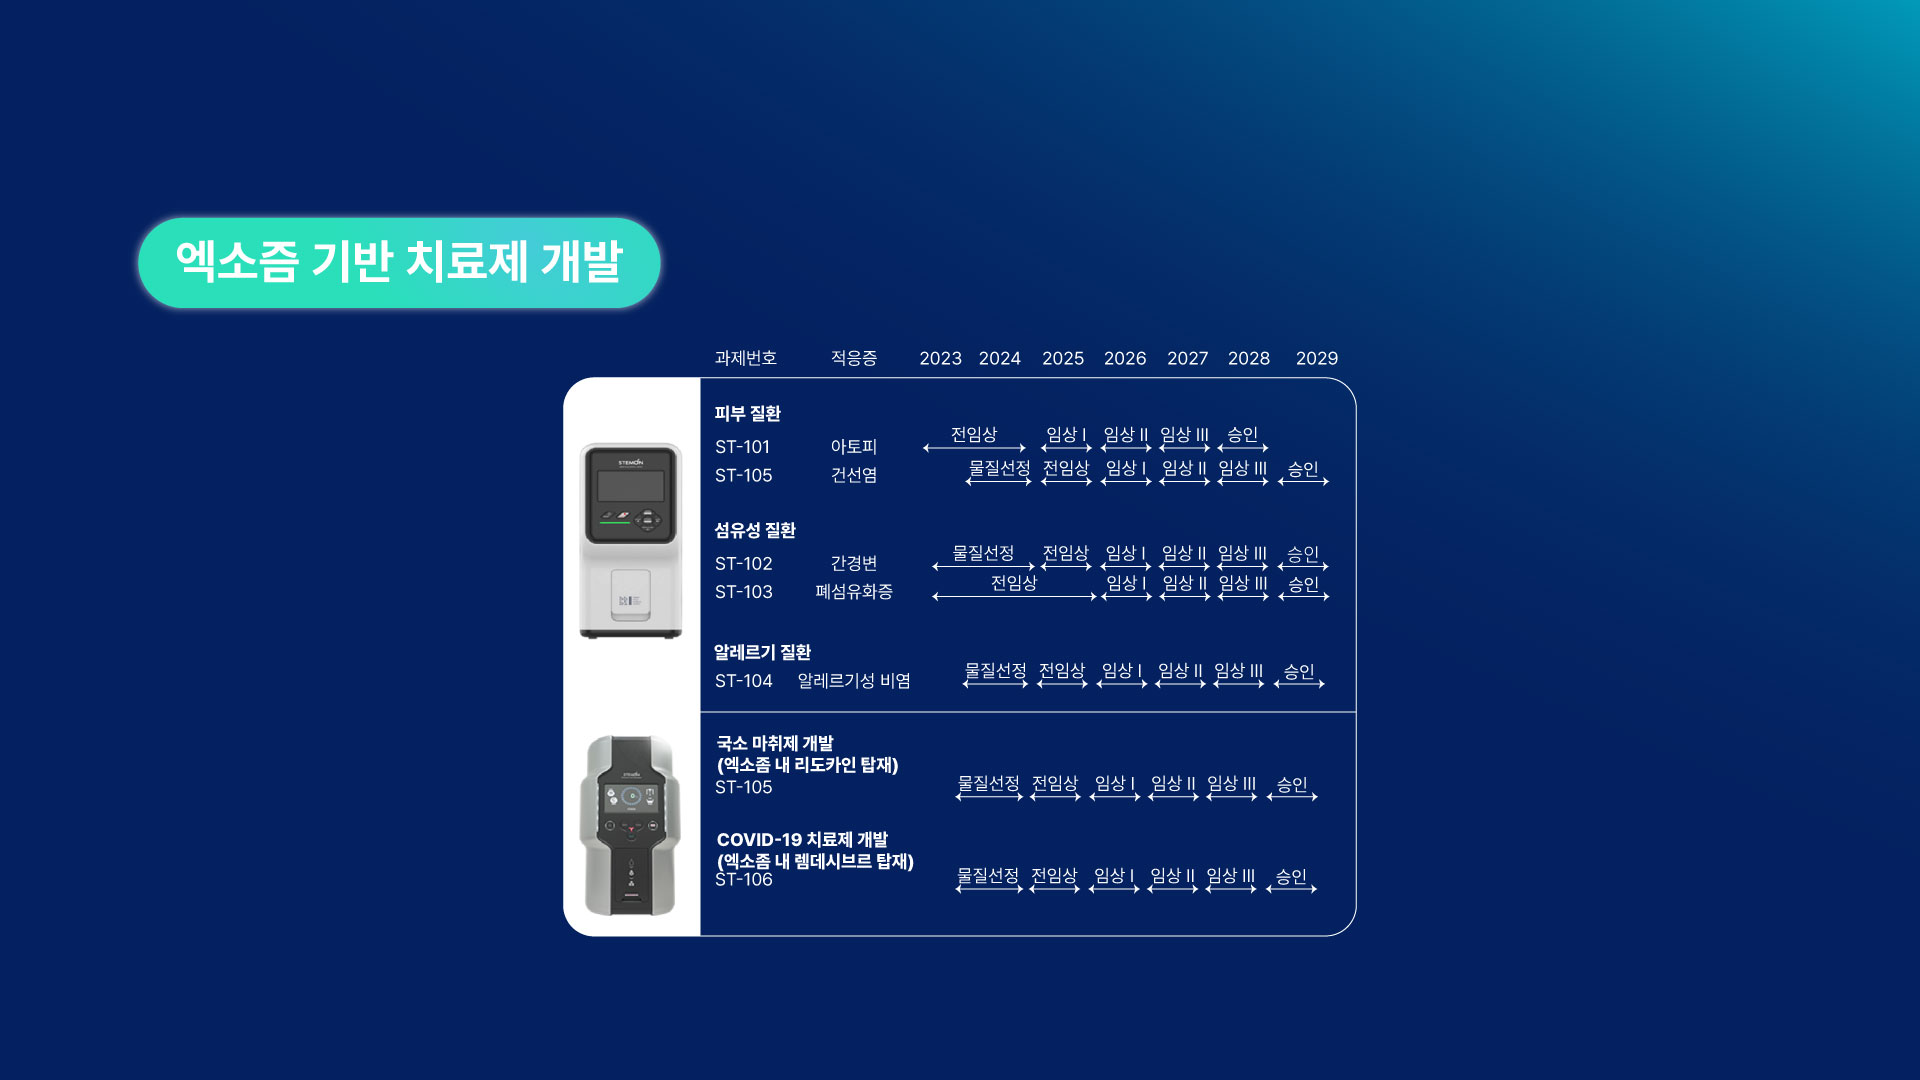 엑소즘 기반 치료제 개발
과제번호 적응증 2023 2024 2025 2026 2027 2028 2029
피부 질환
ST-101 아토피 전임상 임상 I 임상 II 임상 III 승인
ST-105 건선염 물질선정 전임상 임상 I 임상 II 임상 III 승인
섬유성 질환
ST-102 간경변 물질선정 전임상 임상 I 임상 II 임상 III 승인
ST-103 폐섬유화증 전임상 임상 I 임상 II 임상 III 승인
알레르기 질환
ST-104 알레르기성 비염 물질선정 전임상 임상 I 임상 II 임상 III 승인
국소 마취제 개발
(엑소좀 내 리도카인 탑재)
ST-105 물질선정 전임상 임상 I 임상 II 임상 III 승인
COVID-19 치료제 개발
(엑소좀 내 렘데시브르 탑재)
ST-106 물질선정 전임상 임상 I 임상 II 임상 III 승인
STEMON
STEMON